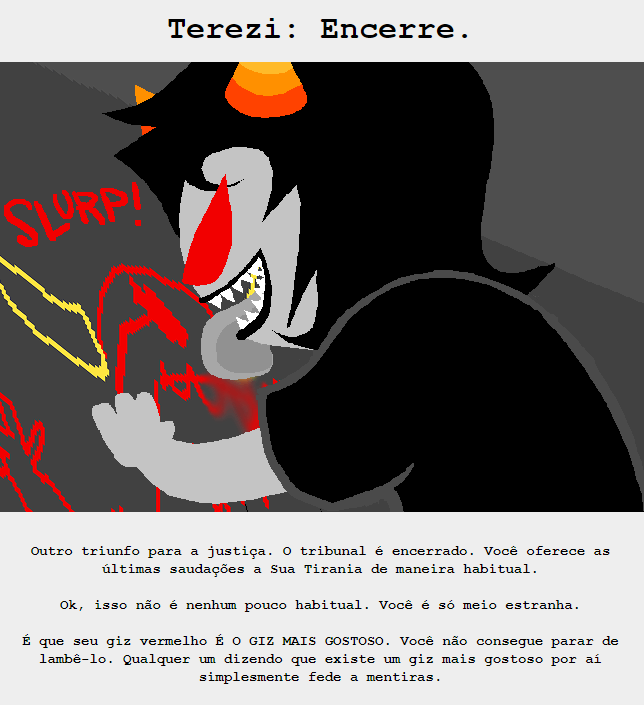 Terezi: Encerre.
SLURP!
Outro triunfo para a justiça. O tribunal é encerrado. Você oferece as
últimas saudações a Sua Tirania de maneira habitual.
Ok, isso não é nenhum pouco habitual. Você é só meio estranha.
É que seu giz vermelho É O GIZ MAIS GOSTOSO. Você não consegue parar de
lambê-lo. Qualquer um dizendo que existe um giz mais gostoso por aí
simplesmente fede a mentiras.